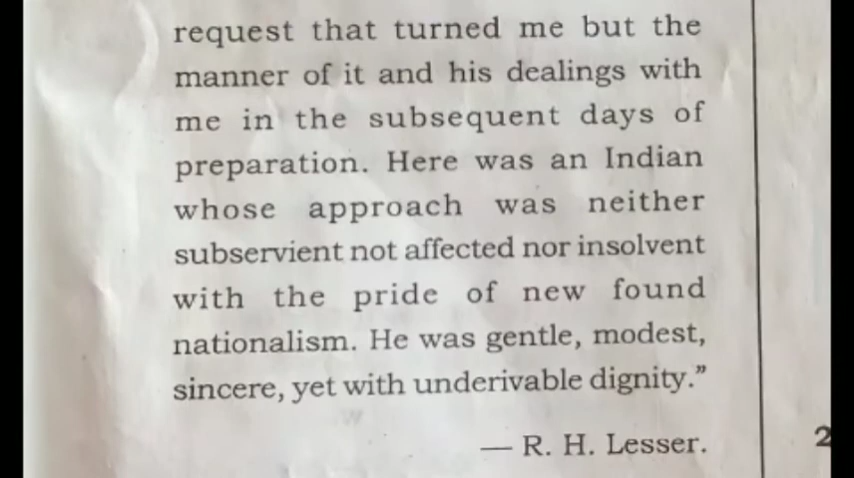 request that turned me but the
manner of it and his dealings with
me in the subsequent days of
preparation. Here was an Indian
whose approach was neither
subservient not affected nor insolvent
with the pride of new found
nationalism. He was gentle, modest,
sincere, yet with underivable dignity.”
— R. H. Lesser.
2